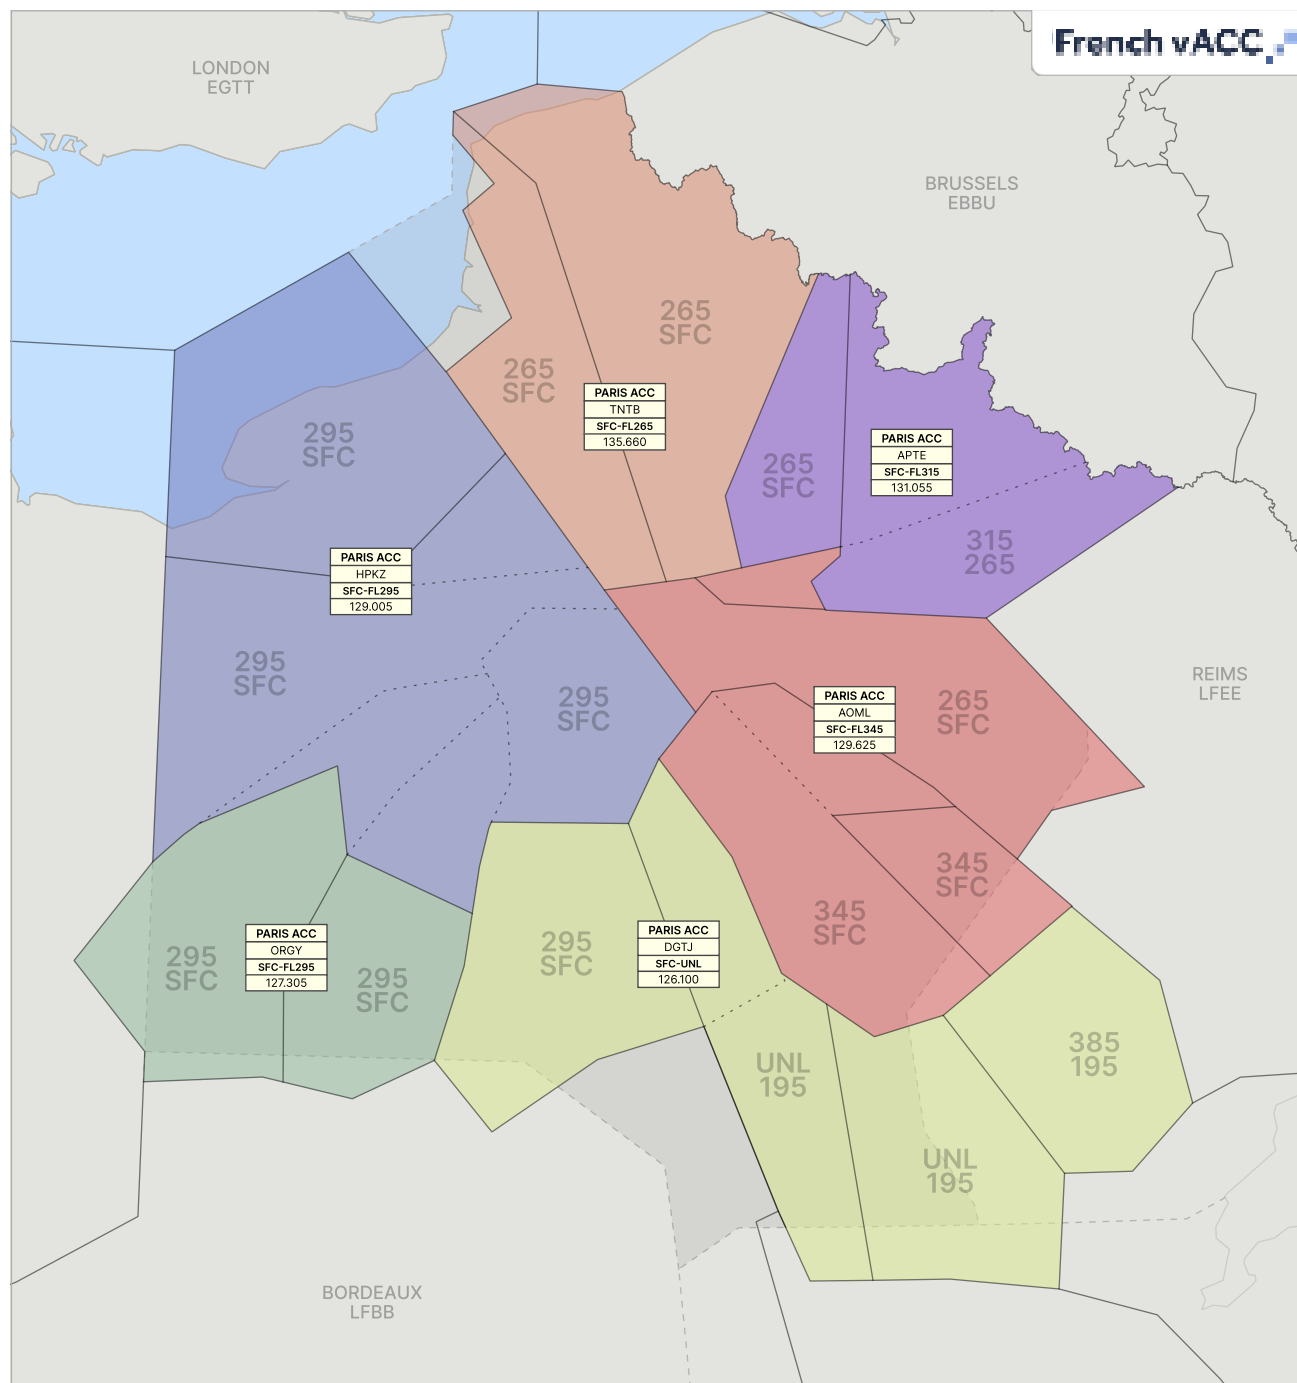 French vACC
LONDON
EGTT
BRUSSELS
EBBU
265
SFC
265
SFC
PARIS ACC
TNTB
SFC-FL265
135.660
295
SFC
265
SFC
PARIS ACC
APTE
SFC-FL315
131.055
315
265
PARIS ACC
HPKZ
SFC-FL295
129.005
295
SFC
295
SFC
PARIS ACC
AOML
SFC-FL345
129.625
265
SFC
REIMS
LFEE
345
SFC
345
SFC
295
SFC
PARIS ACC
ORGY
SFC-FL295
127.305
295
SFC
295
SFC
PARIS ACC
DGTJ
SFC-UNL
126.100
UNL
195
385
195
UNL
195
BORDEAUX
LFBB